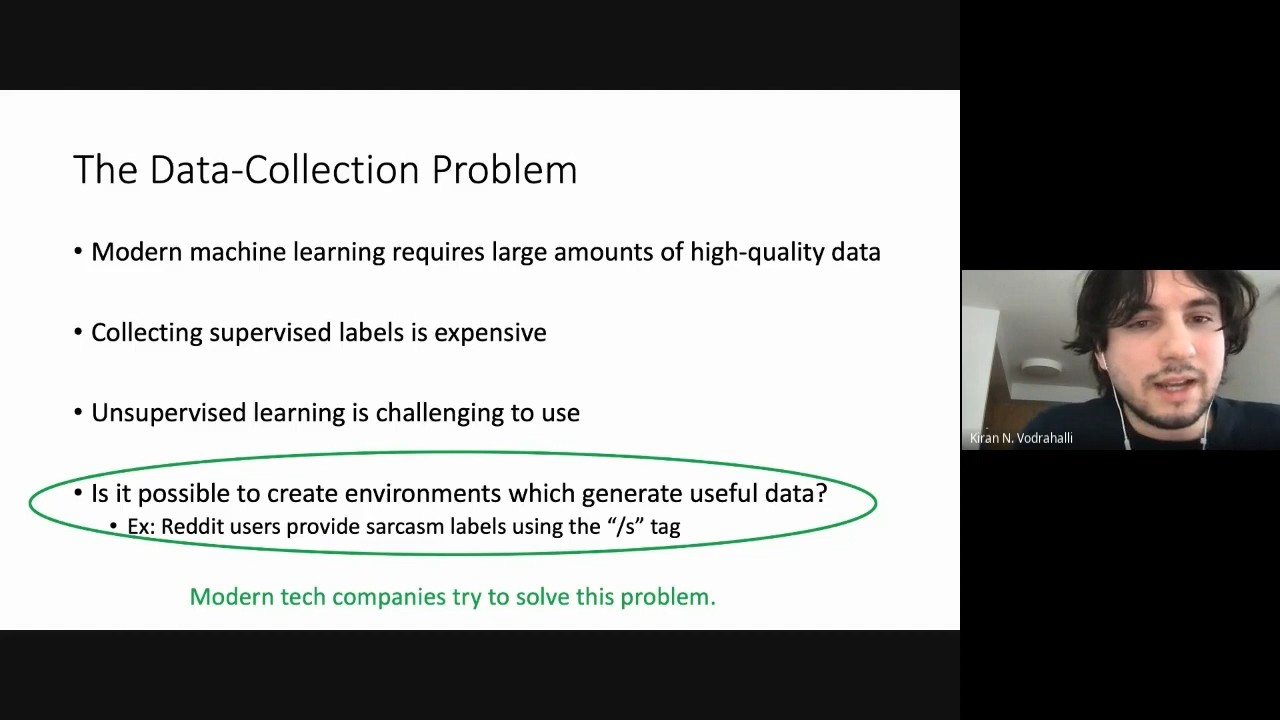 The Data-Collection Problem
• Modern machine learning requires large amounts of high-quality data
• Collecting supervised labels is expensive
• Unsupervised learning is challenging to use
• Is it possible to create environments which generate useful data?
• Ex: Reddit users provide sarcasm labels using the “/s” tag
Modern tech companies try to solve this problem.
Kiran N. Vodrahalli